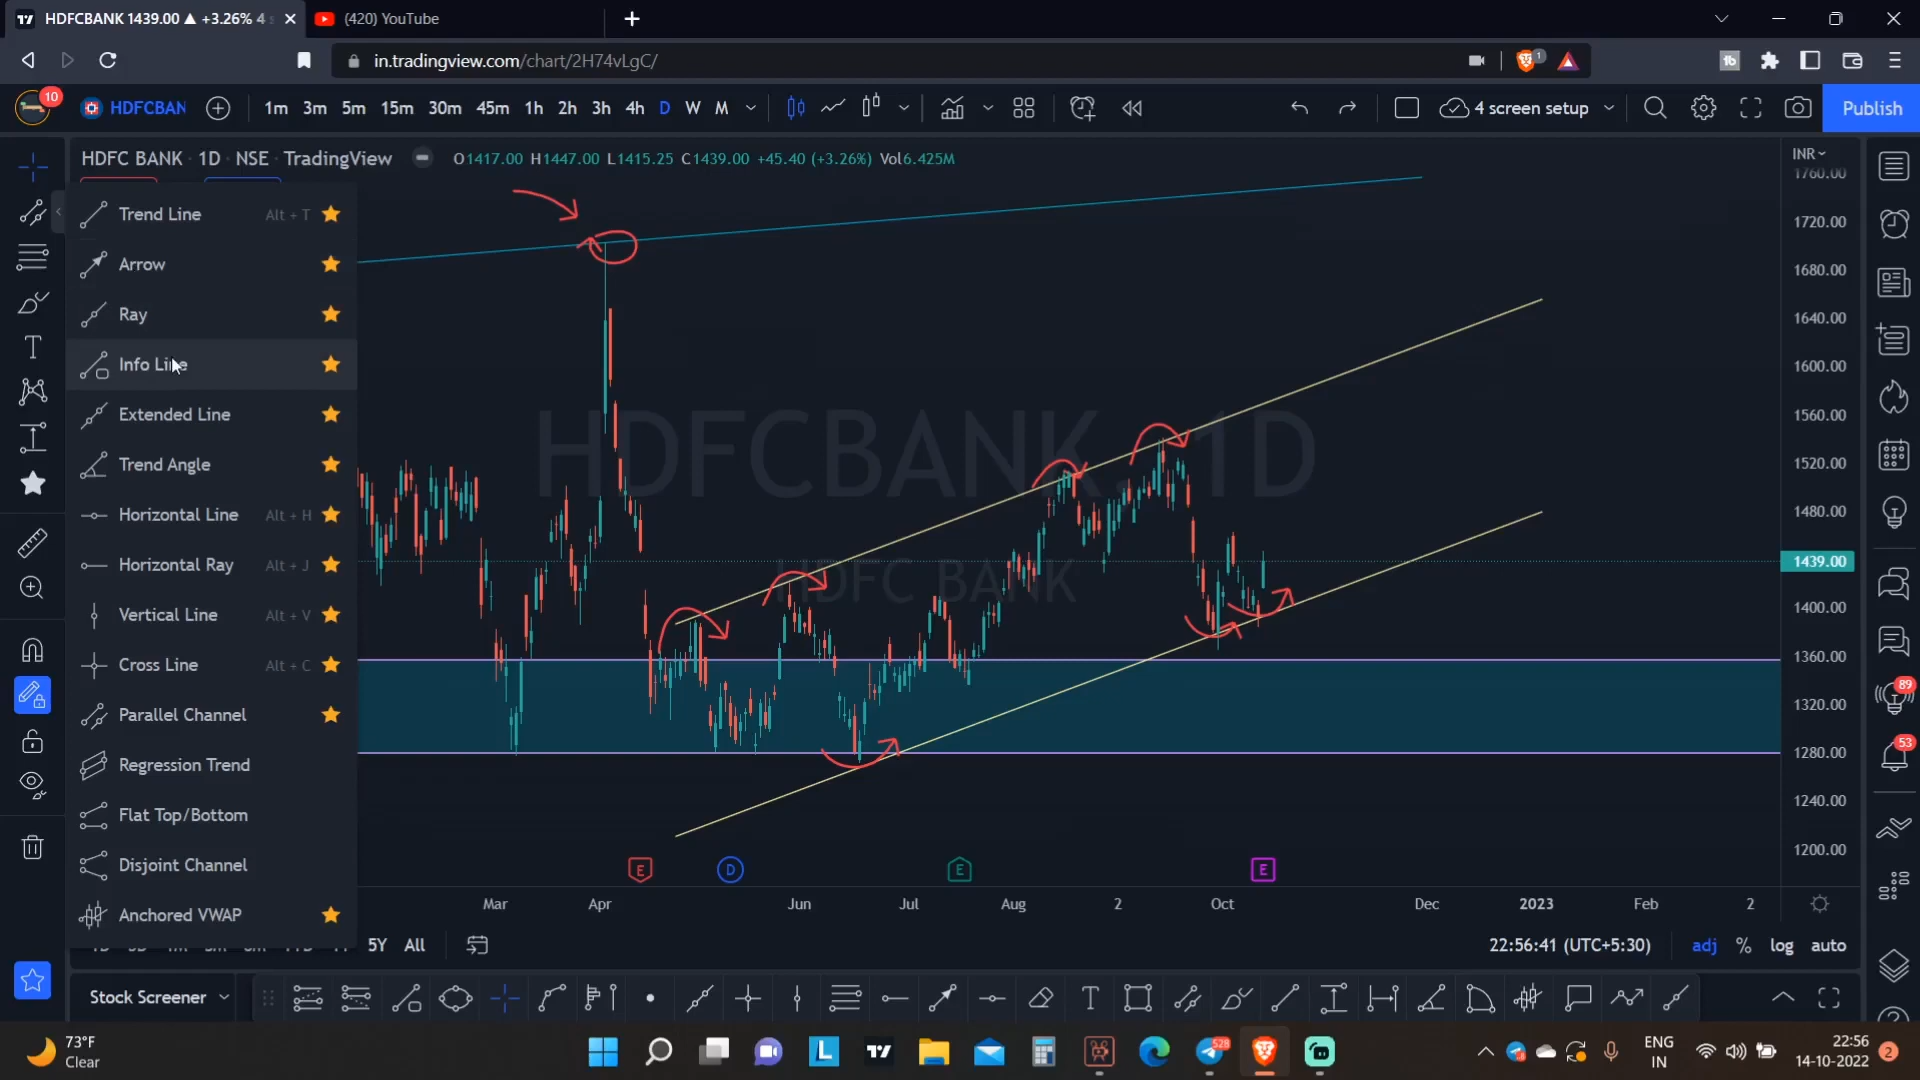 HDFCBANK 1439.00 ▲ +3.26% 4 s
(420) YouTube
in.tradingview.com/chart/2H74vLgC/
10
HDFCBAN
1m 3m 5m 15m 30m 45m 1h 2h 3h 4h D W M
4 screen setup
Publish
HDFC BANK · 1D · NSE · TradingView
O1417.00 H1447.00 L1415.25 C1439.00 +45.40 (+3.26%) Vol6.425M
INR
1760.00
1720.00
1680.00
1640.00
1600.00
1560.00
1520.00
1480.00
1439.00
1400.00
1360.00
1320.00
1280.00
1240.00
1200.00
Trend Line Alt + T
Arrow
Ray
Info Line
Extended Line
Trend Angle
Horizontal Line Alt + H
Horizontal Ray Alt + J
Vertical Line Alt + V
Cross Line Alt + C
Parallel Channel
Regression Trend
Flat Top/Bottom
Disjoint Channel
Anchored VWAP
HDFCBANK, 1D
HDFC BANK
E D E E
89
53
Mar Apr Jun Jul Aug 2 Oct Dec 2023 Feb 2
5Y All
22:56:41 (UTC+5:30) adj % log auto
Stock Screener
73°F
Clear
528
ENG
IN
22:56
14-10-2022
2